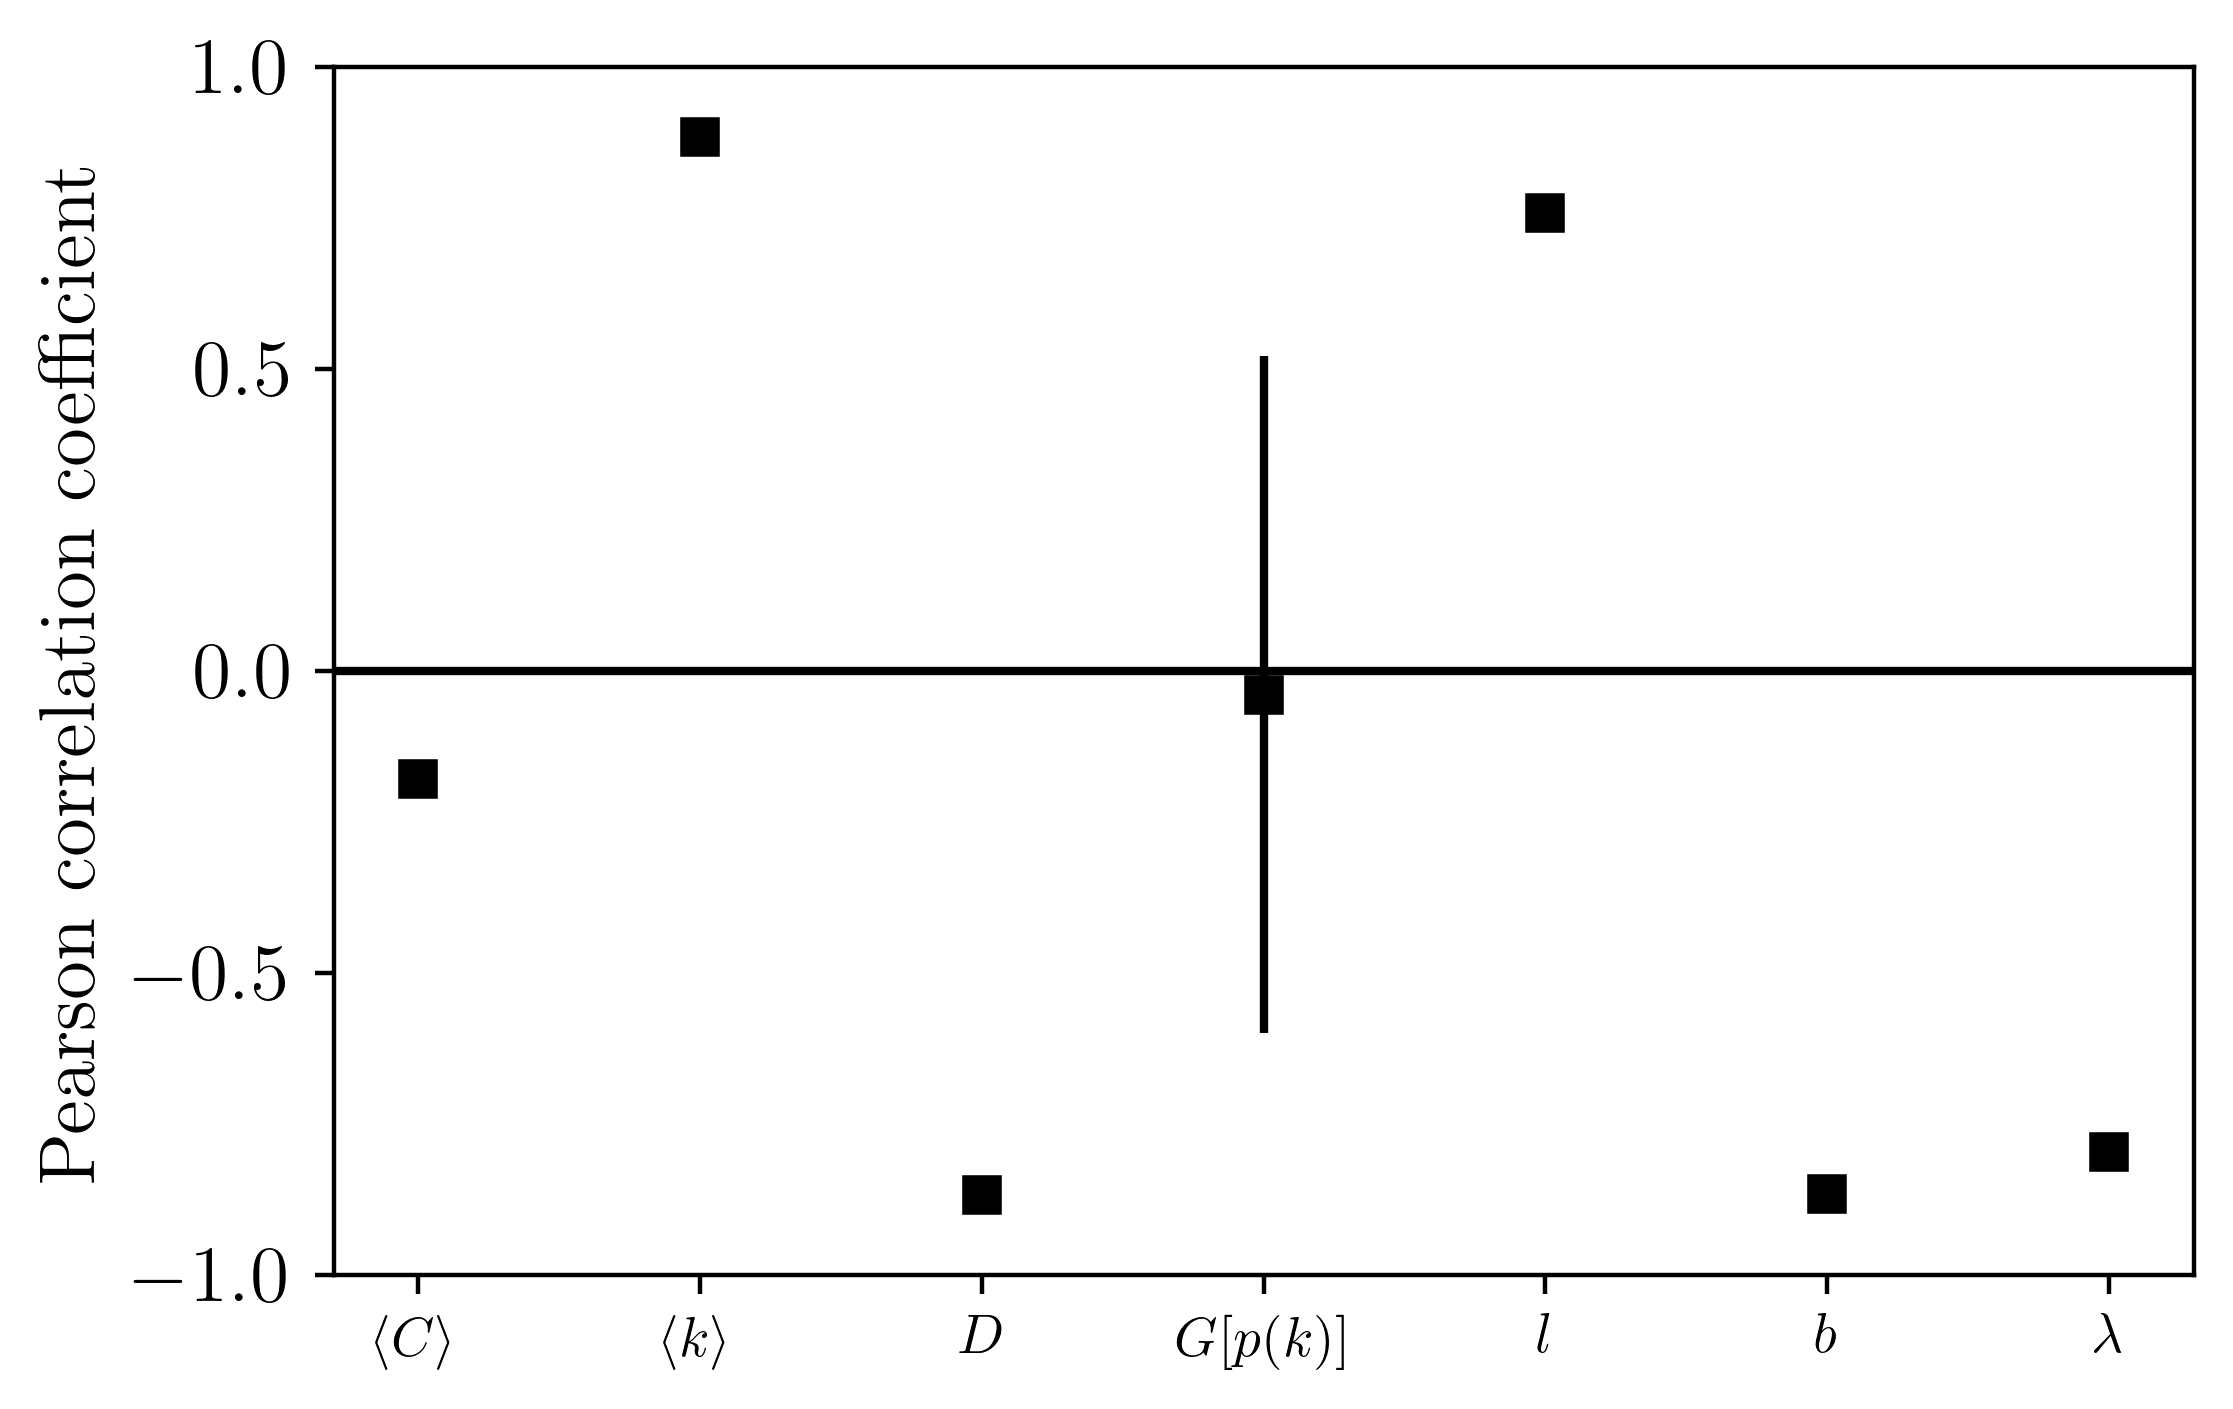 Pearson correlation coefficient
1.0
0.5
0.0
−0.5
−1.0
⟨C⟩ ⟨k⟩ D G[p(k)] l b λ